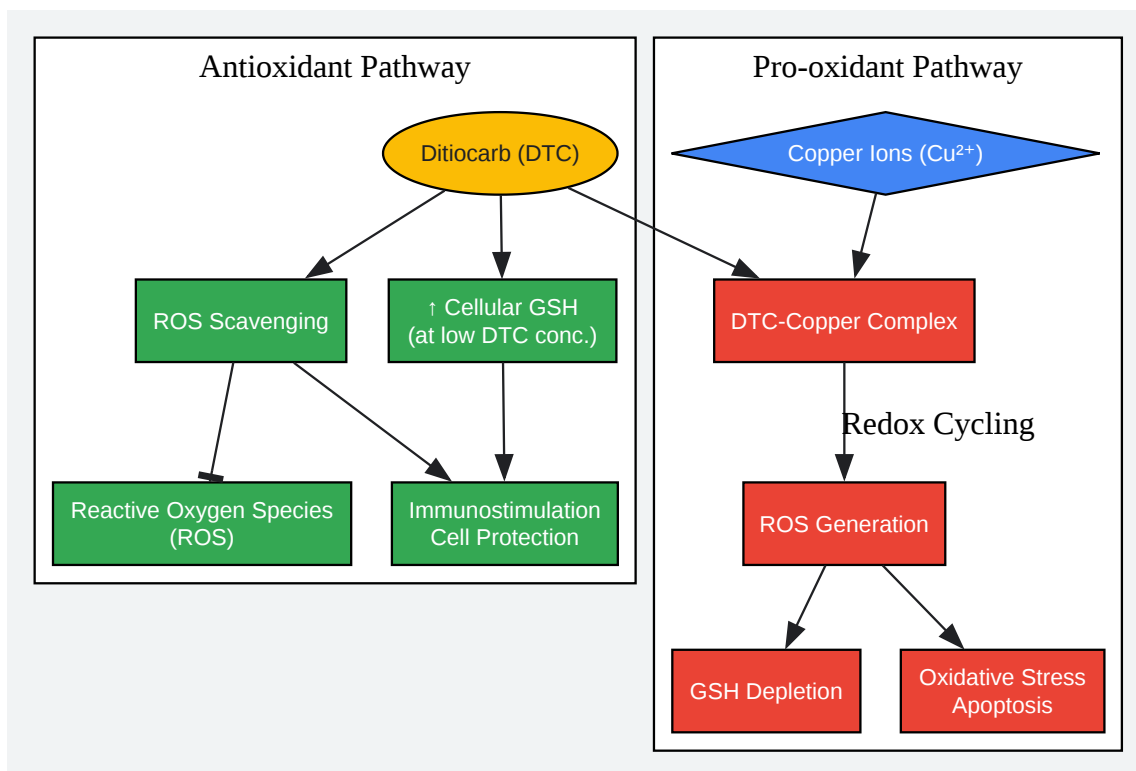 Antioxidant Pathway
Pro-oxidant Pathway
Ditiocarb (DTC)
Copper Ions (Cu²⁺)
ROS Scavenging
↑ Cellular GSH
(at low DTC conc.)
DTC-Copper Complex
Redox Cycling
Reactive Oxygen Species
(ROS)
Immunostimulation
Cell Protection
ROS Generation
GSH Depletion
Oxidative Stress
Apoptosis